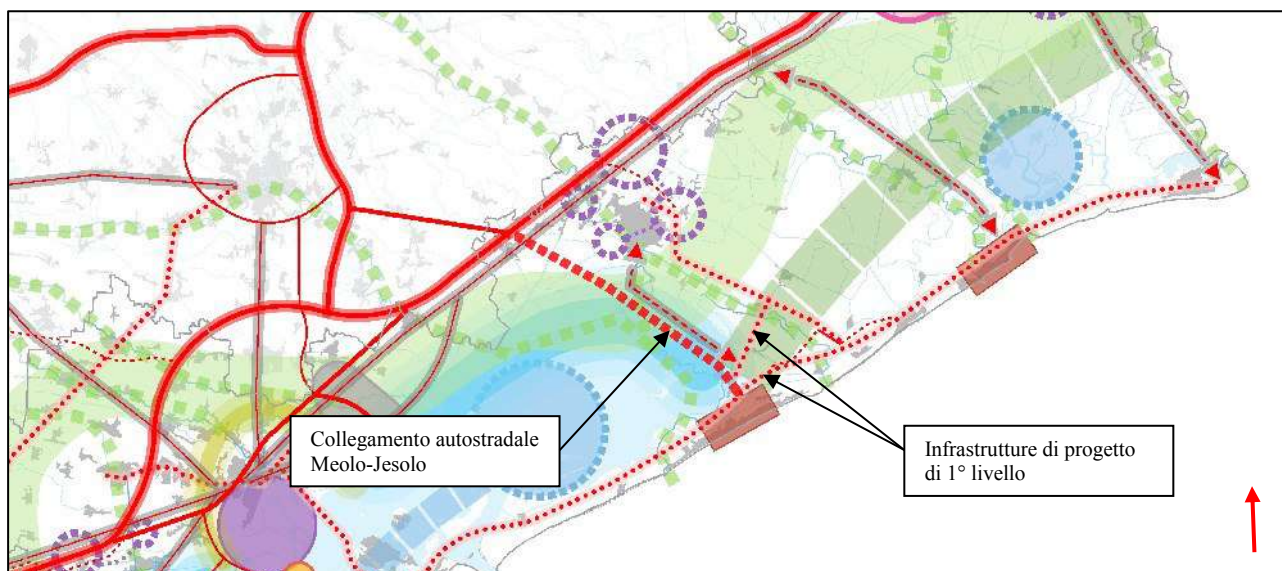 Collegamento autostradale
Meolo-Jesolo
Infrastrutture di progetto
di 1° livello